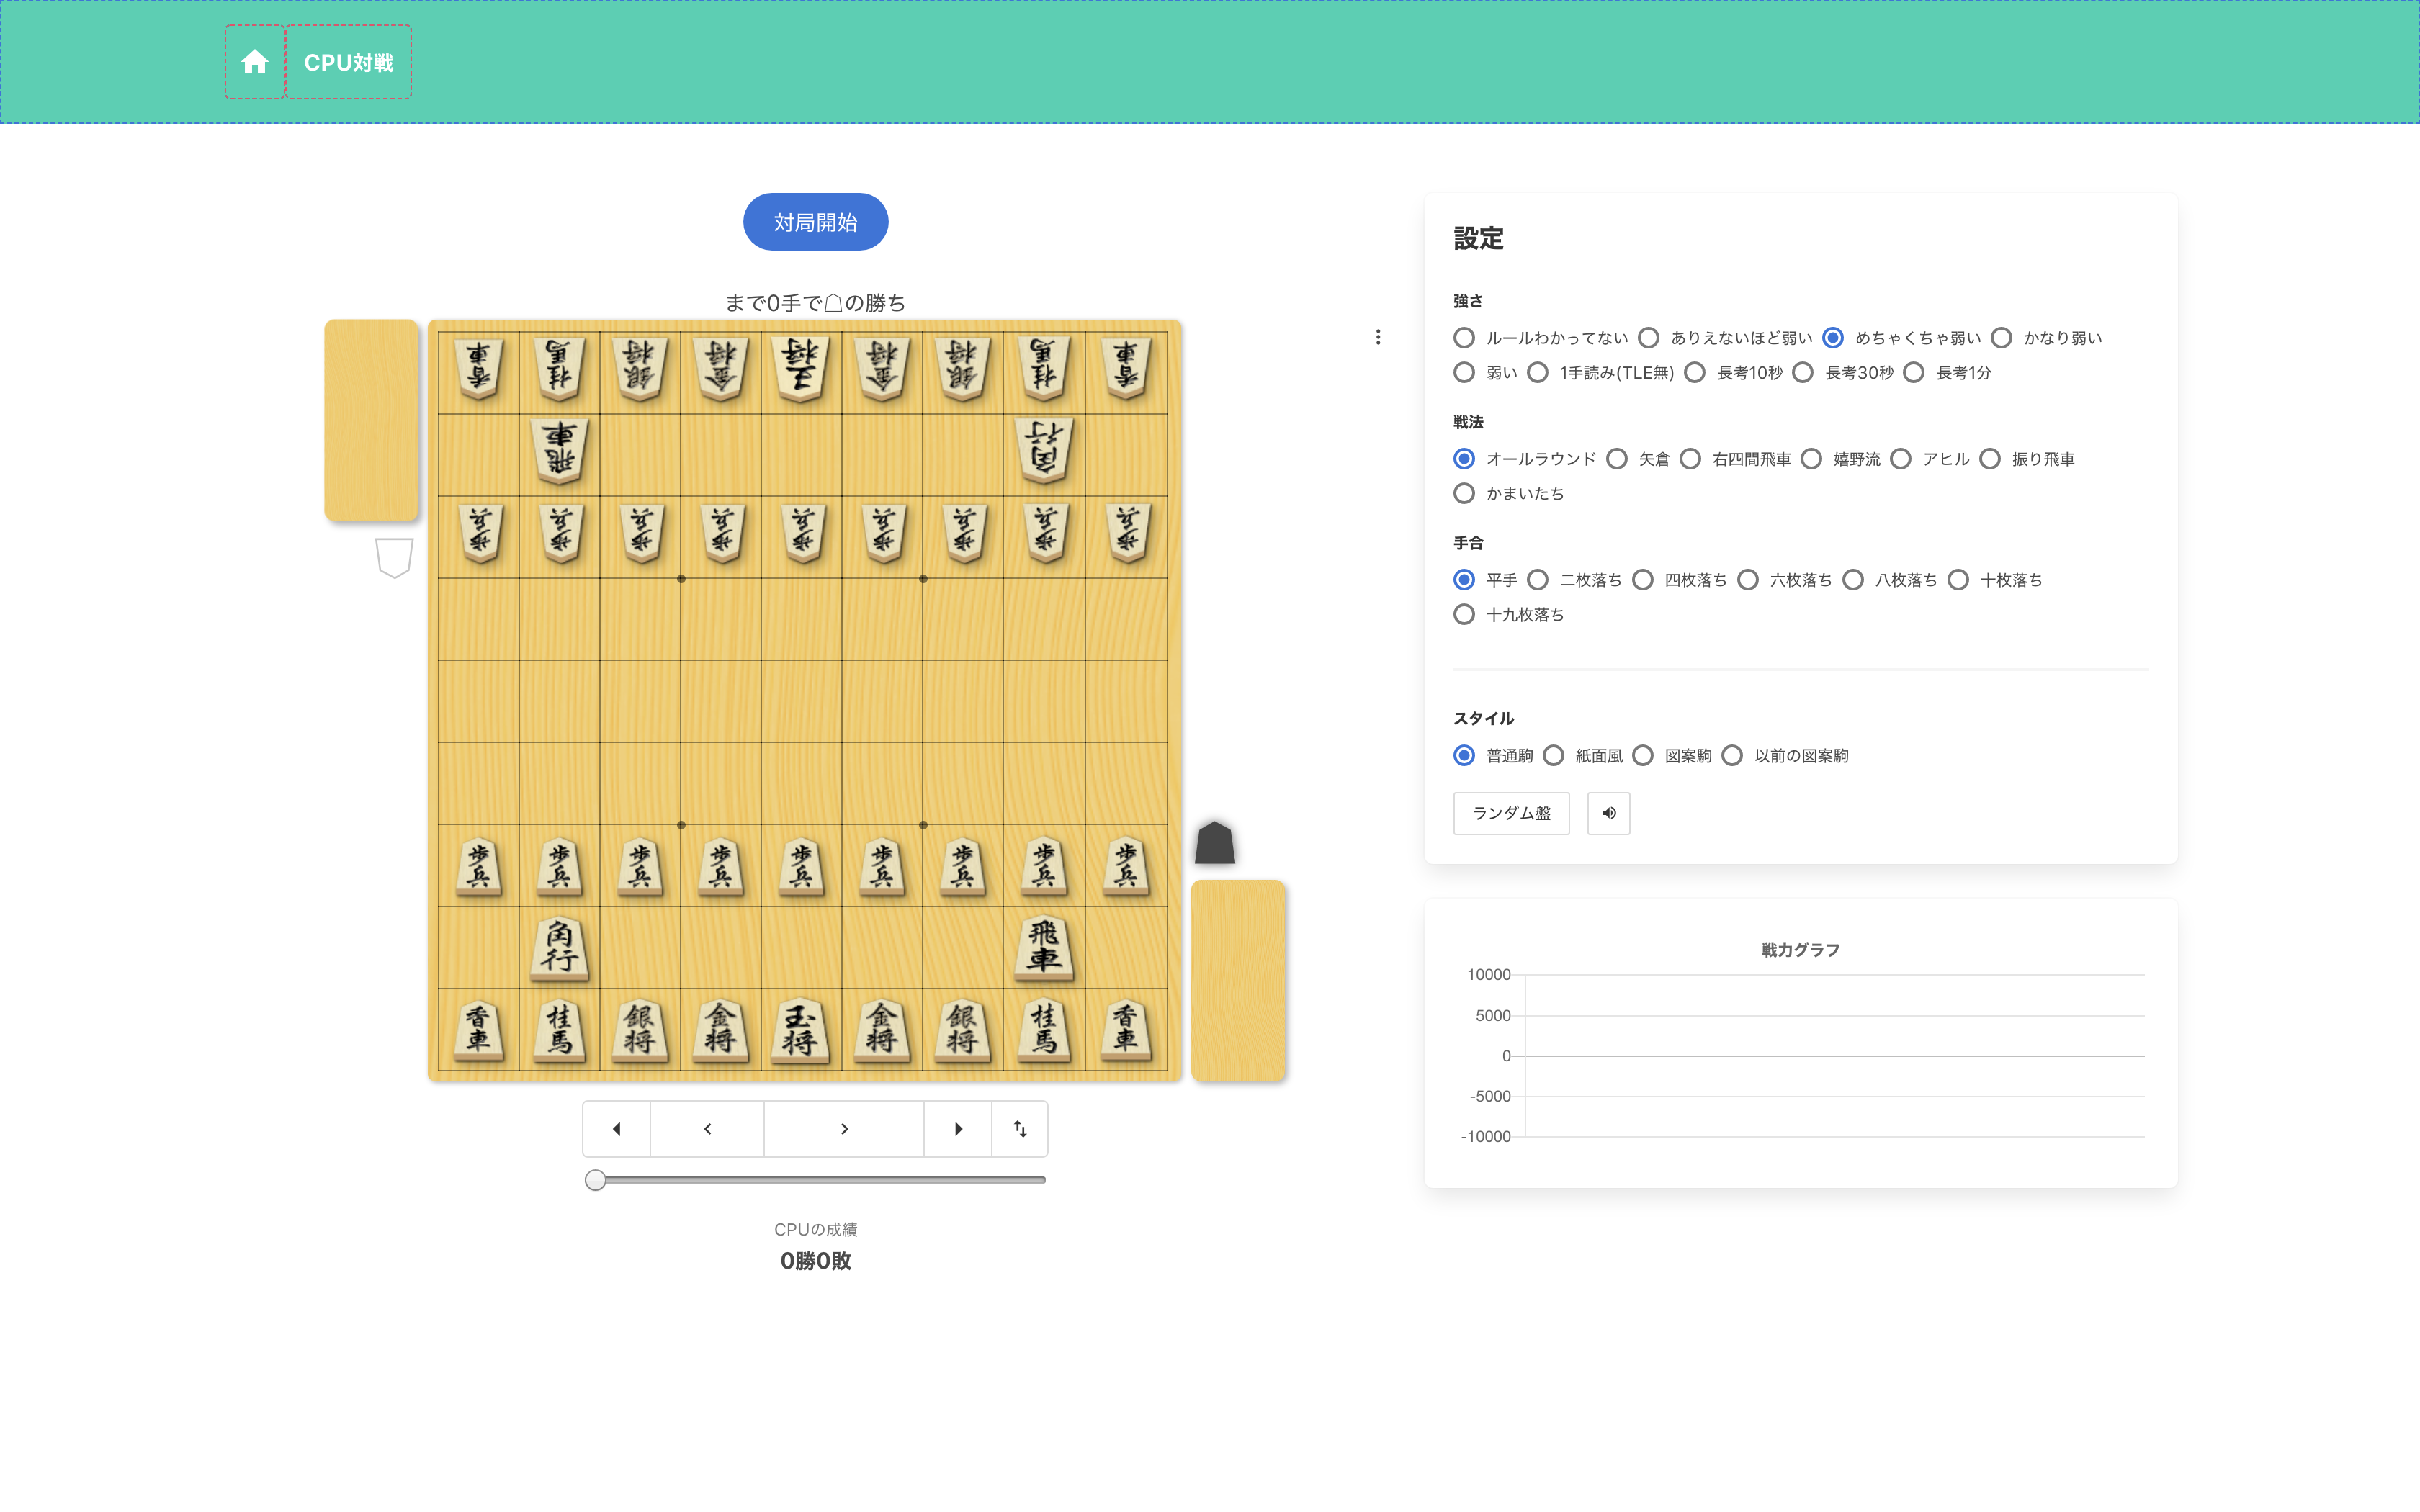 CPU対戦
対局開始
まで0手で☖の勝ち
香車 桂馬 銀将 金将 王将 金将 銀将 桂馬 香車
飛車 角行
歩兵 歩兵 歩兵 歩兵 歩兵 歩兵 歩兵 歩兵 歩兵
歩兵 歩兵 歩兵 歩兵 歩兵 歩兵 歩兵 歩兵 歩兵
角行 飛車
香車 桂馬 銀将 金将 玉将 金将 銀将 桂馬 香車
CPUの成績
0勝0敗
設定
強さ
ルールわかってない ありえないほど弱い めちゃくちゃ弱い かなり弱い
弱い 1手読み(TLE無) 長考10秒 長考30秒 長考1分
戦法
オールラウンド 矢倉 右四間飛車 嬉野流 アヒル 振り飛車
かまいたち
手合
平手 二枚落ち 四枚落ち 六枚落ち 八枚落ち 十枚落ち
十九枚落ち
スタイル
普通駒 紙面風 図案駒 以前の図案駒
ランダム盤
戦力グラフ
10000
5000
0
-5000
-10000